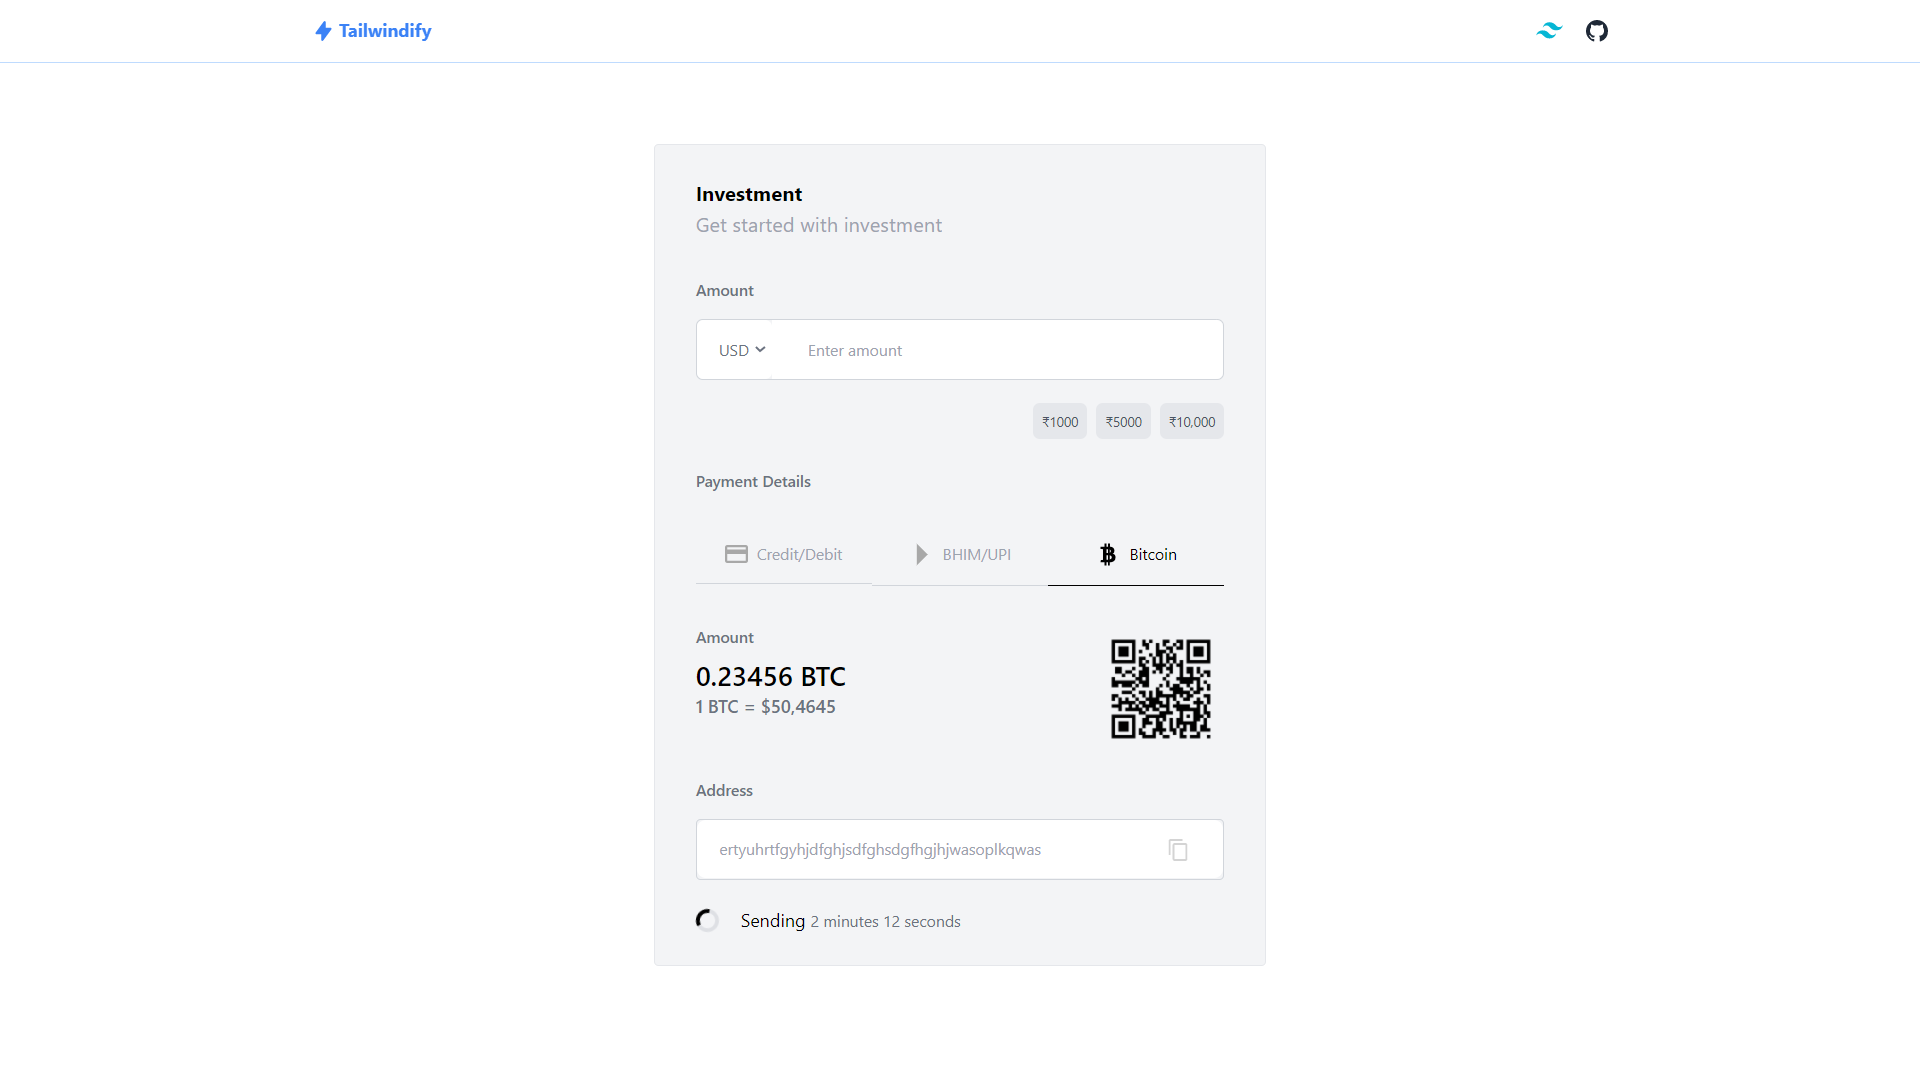 Tailwindify
Investment
Get started with investment
Amount
USD Enter amount
₹1000 ₹5000 ₹10,000
Payment Details
Credit/Debit BHIM/UPI Bitcoin
Amount
0.23456 BTC
1 BTC = $50,4645
Address
ertyuhrtfgyhjdfghjsdfghsdgfhgjhjwasoplkqwas
Sending 2 minutes 12 seconds